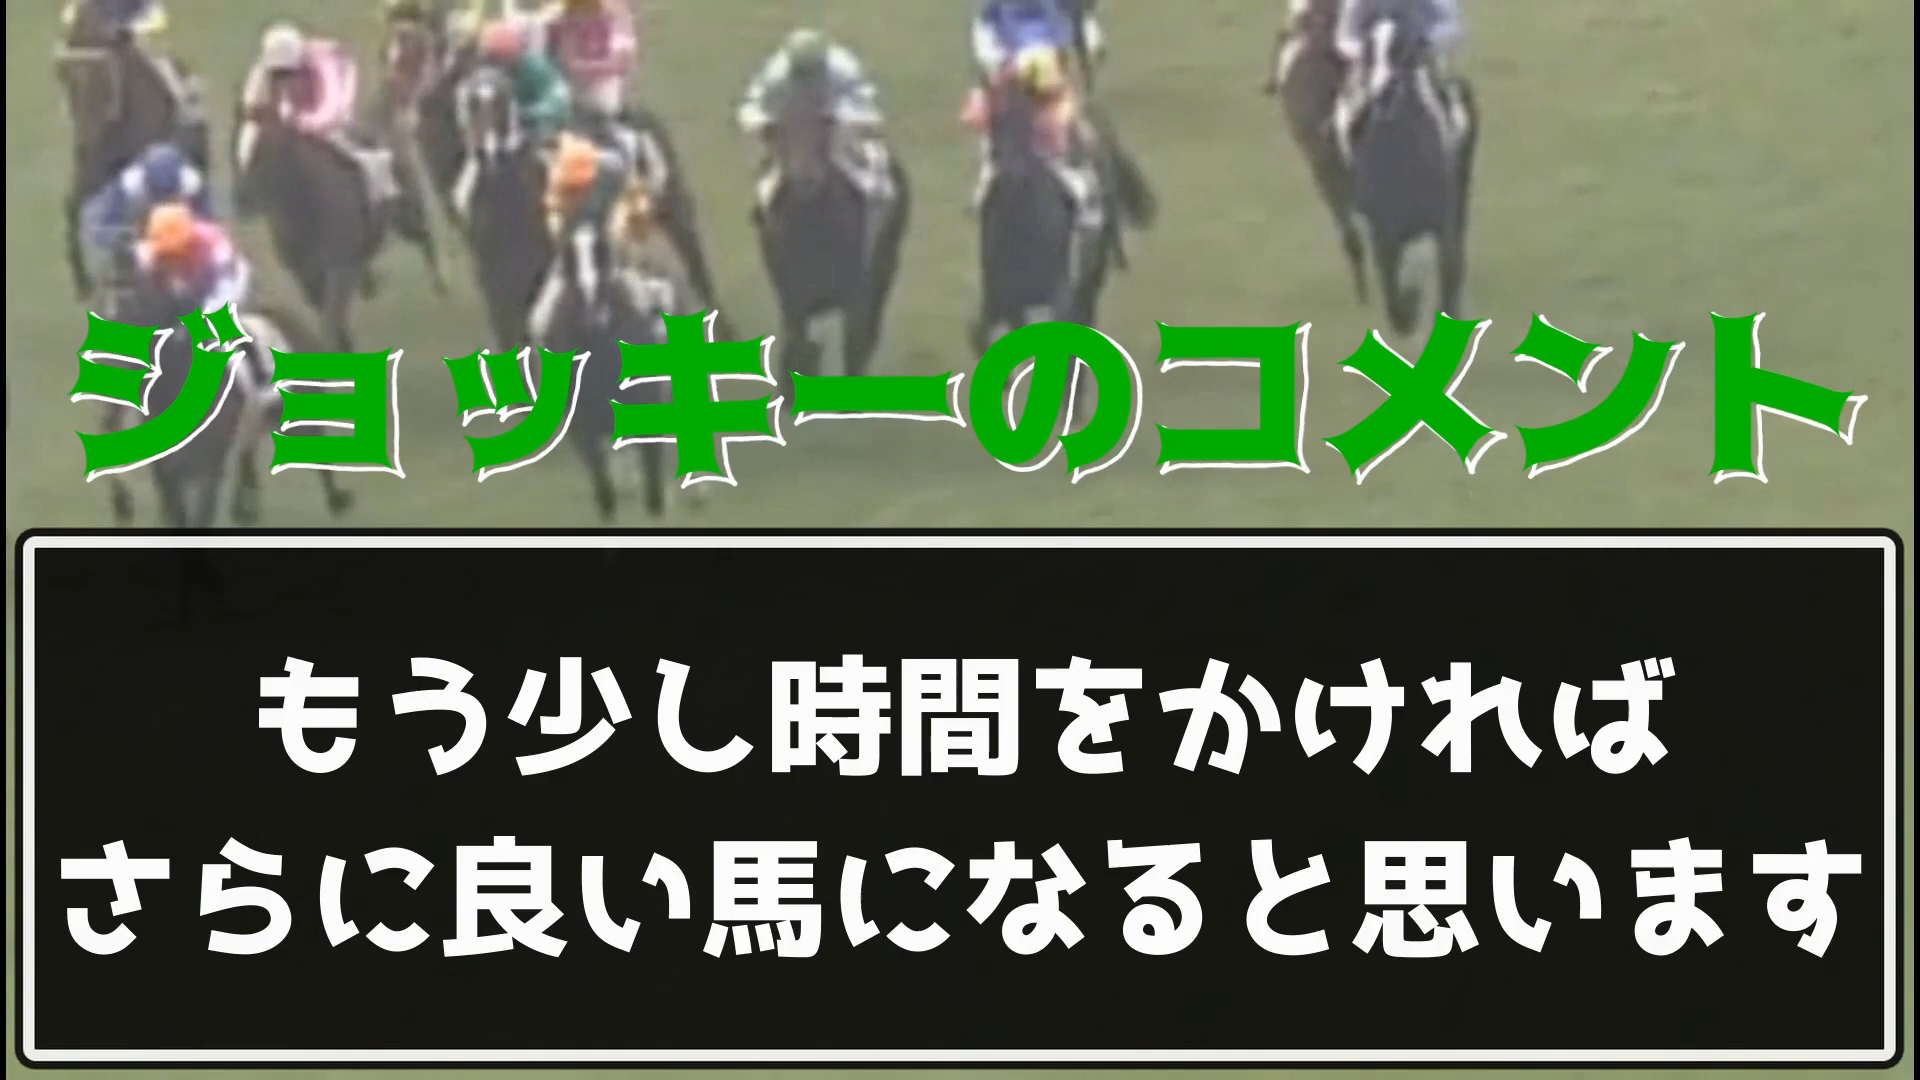 ジョッキーのコメント
もう少し時間をかければ
さらに良い馬になると思います